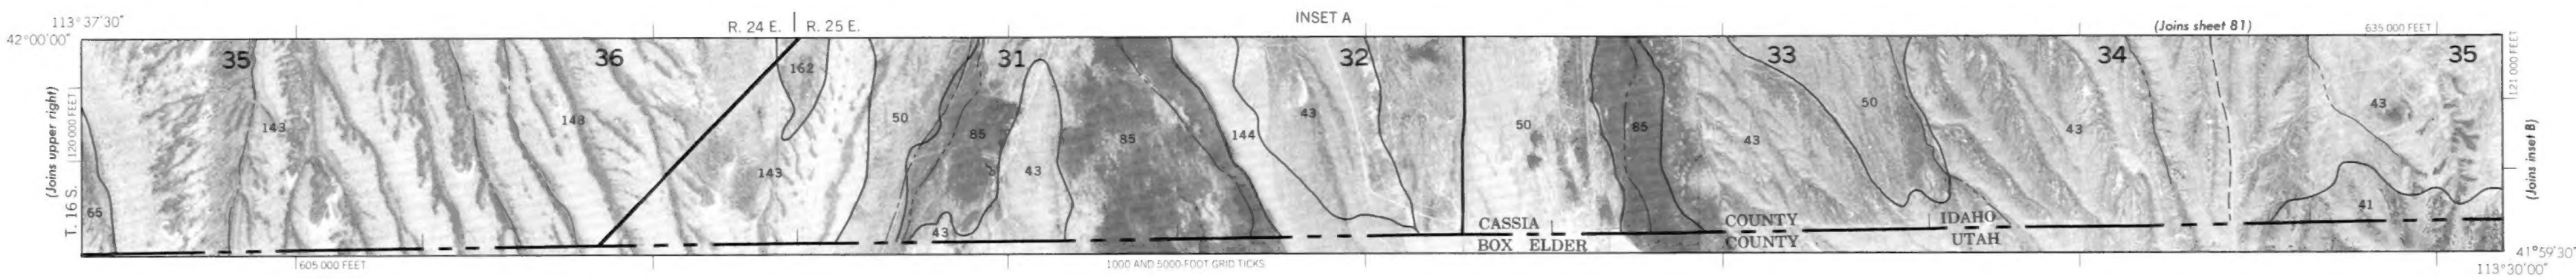 113°37'30"
R. 24 E. | R. 25 E.
INSET A
(Joins sheet 81)
635 000 FEET
42°00'00"
35
36
31
32
33
34
35
(Joins upper right)
T. 16 S.
120 000 FEET
65
143
143
162
143
50
85
43
43
85
144
43
50
85
43
50
43
43
41
121 000 FEET
(Joins inset B)
CASSIA COUNTY IDAHO
BOX ELDER COUNTY UTAH
605 000 FEET
1000 AND 5000-FOOT GRID TICKS
41°59'30"
113°30'00"